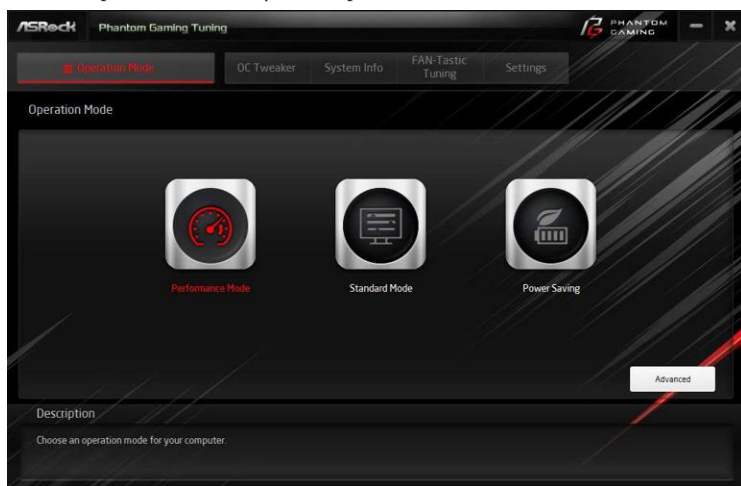 ASRock
Phantom Gaming Tuning
PHANTOM
GAMING
Operation Mode
OC Tweaker
System Info
FAN-Tastic
Tuning
Settings
Operation Mode
Performance Mode
Standard Mode
Power Saving
Advanced
Description
Choose an operation mode for your computer.